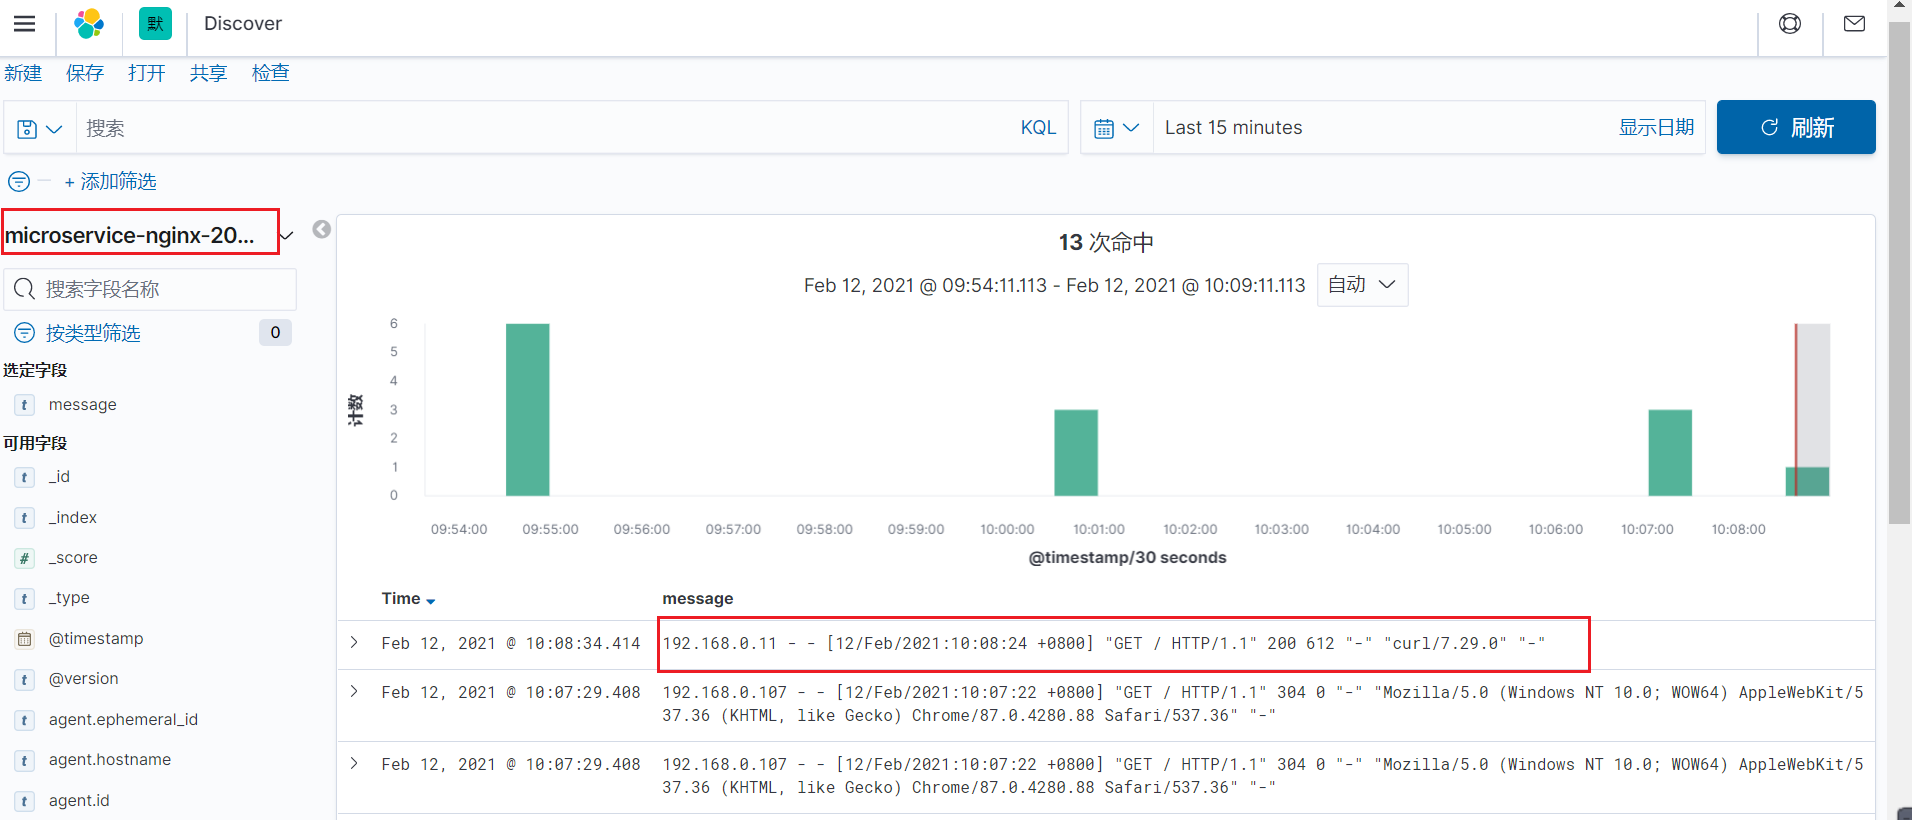 默 Discover
新建 保存 打开 共享 检查
搜索 KQL Last 15 minutes 显示日期 刷新
+ 添加筛选
microservice-nginx-20...
搜索字段名称
按类型筛选 0
选定字段
t message
可用字段
t _id
t _index
# _score
t _type
@timestamp
t @version
t agent.ephemeral_id
t agent.hostname
t agent.id
13 次命中
Feb 12, 2021 @ 09:54:11.113 - Feb 12, 2021 @ 10:09:11.113 自动
计数
6
5
4
3
2
1
0
09:54:00 09:55:00 09:56:00 09:57:00 09:58:00 09:59:00 10:00:00 10:01:00 10:02:00 10:03:00 10:04:00 10:05:00 10:06:00 10:07:00 10:08:00
@timestamp/30 seconds
Time message
Feb 12, 2021 @ 10:08:34.414 192.168.0.11 - - [12/Feb/2021:10:08:24 +0800] "GET / HTTP/1.1" 200 612 "-" "curl/7.29.0" "-"
Feb 12, 2021 @ 10:07:29.408 192.168.0.107 - - [12/Feb/2021:10:07:22 +0800] "GET / HTTP/1.1" 304 0 "-" "Mozilla/5.0 (Windows NT 10.0; WOW64) AppleWebKit/5
37.36 (KHTML, like Gecko) Chrome/87.0.4280.88 Safari/537.36" "-"
Feb 12, 2021 @ 10:07:29.408 192.168.0.107 - - [12/Feb/2021:10:07:22 +0800] "GET / HTTP/1.1" 304 0 "-" "Mozilla/5.0 (Windows NT 10.0; WOW64) AppleWebKit/5
37.36 (KHTML, like Gecko) Chrome/87.0.4280.88 Safari/537.36" "-"